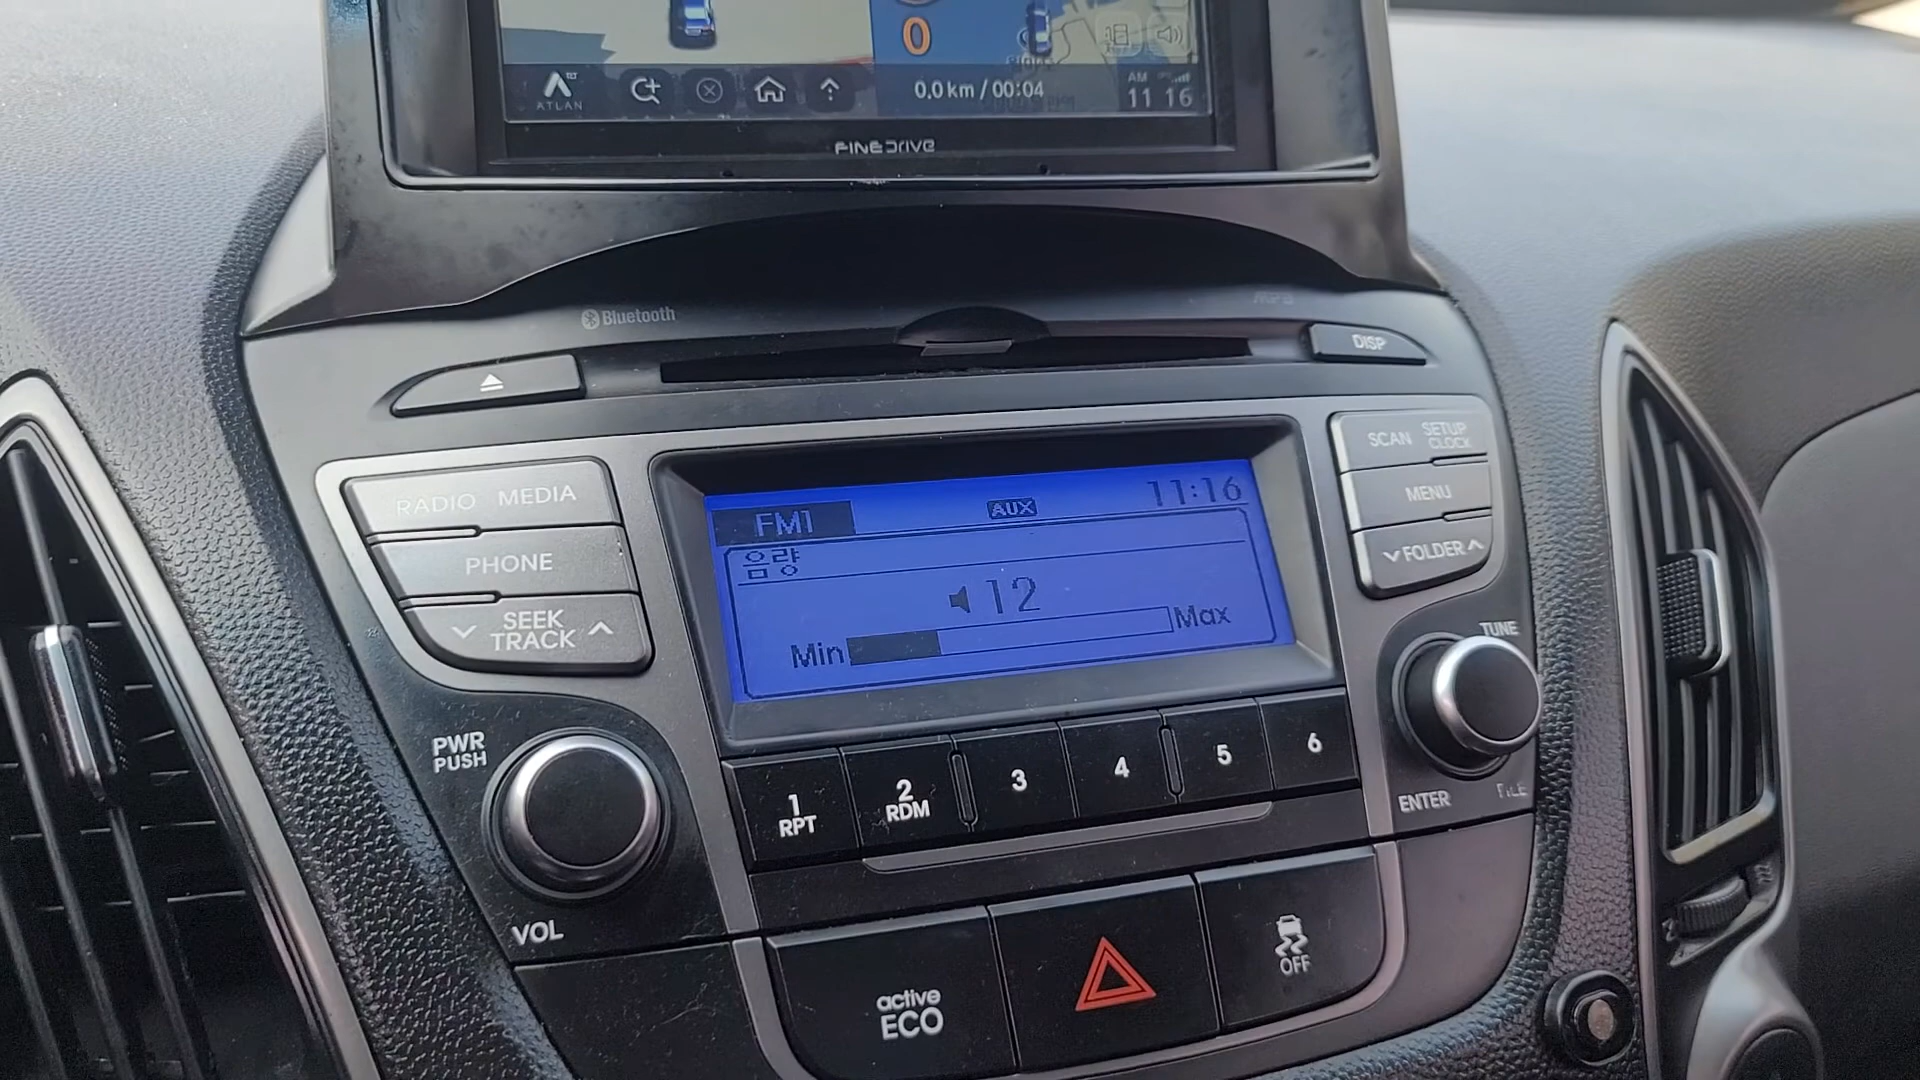 0
ATLAN
0.0 km / 00:04
AM
11 16
FINEDRIVE
Bluetooth
MP3
DISP
RADIO MEDIA
PHONE
SEEK
TRACK
FM1
AUX
11:16
음량
12
Min
Max
SCAN
SETUP
CLOCK
MENU
FOLDER
TUNE
PWR
PUSH
VOL
1
RPT
2
RDM
3
4
5
6
ENTER
FILE
active
ECO
OFF